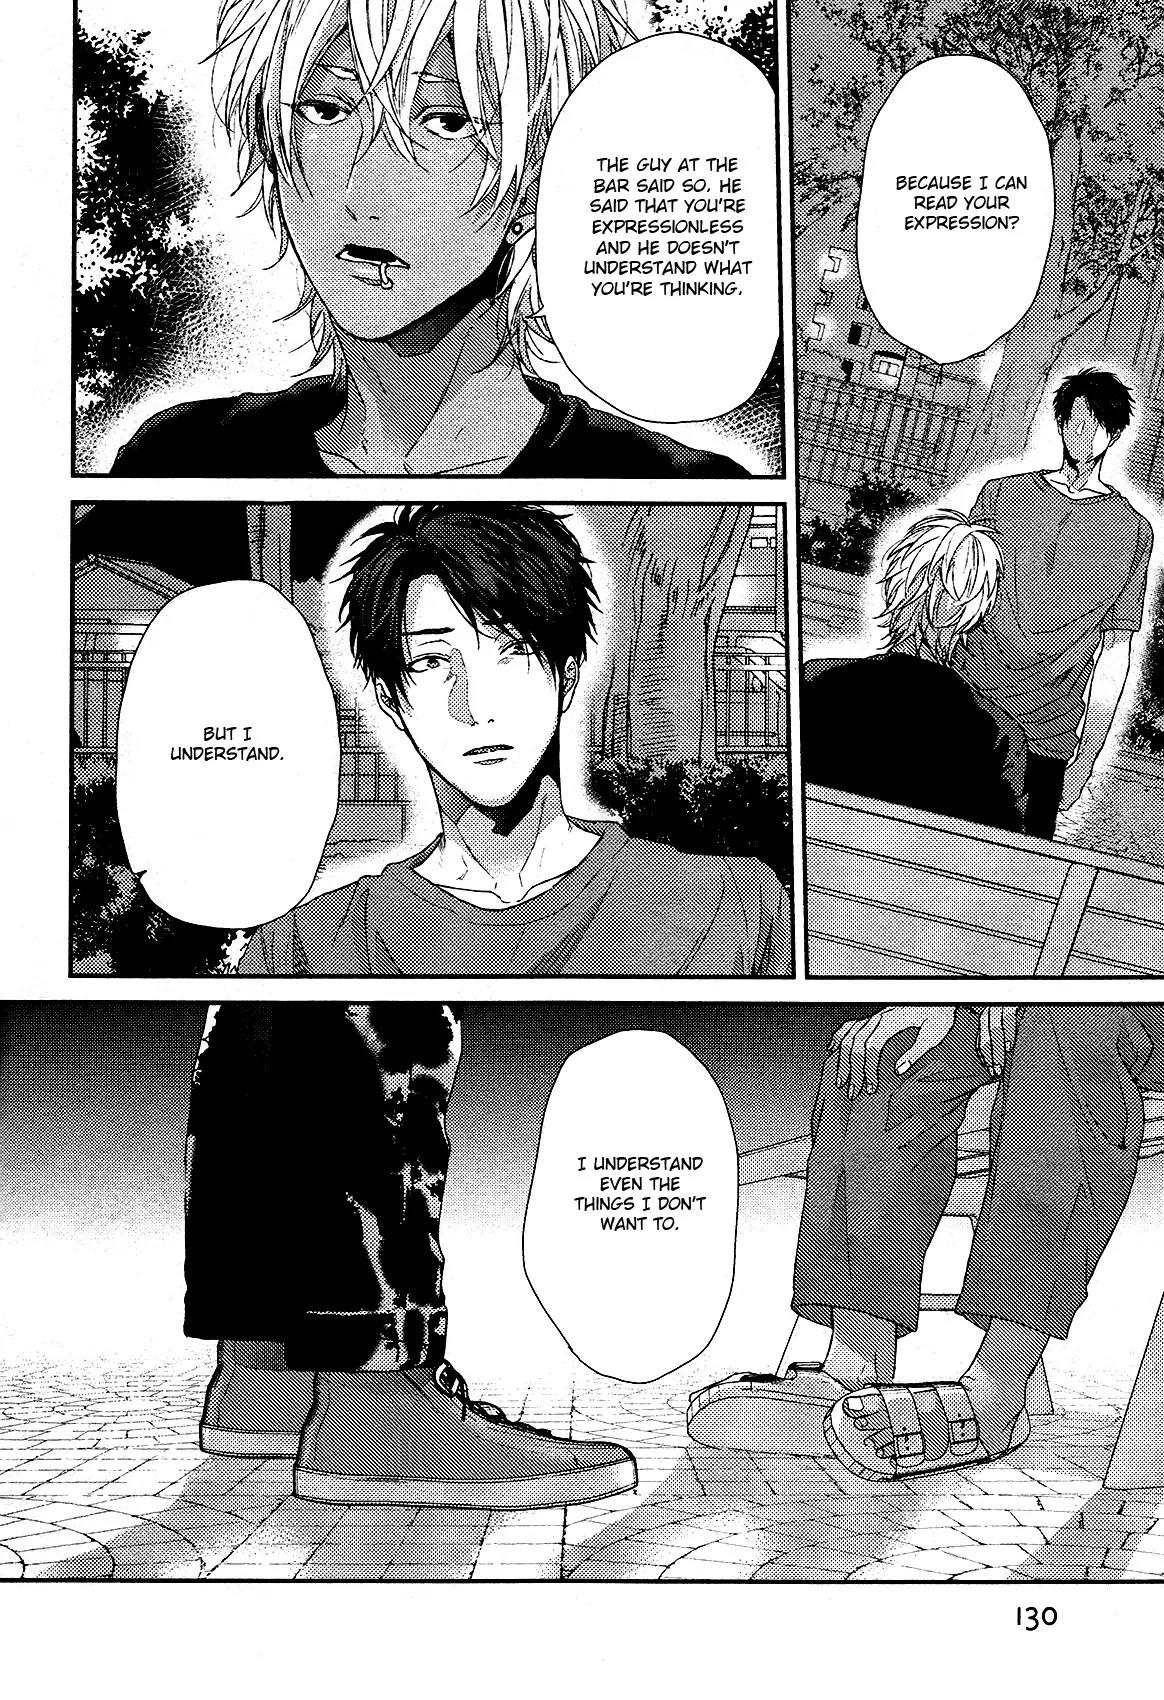 BECAUSE I CAN
READ YOUR
EXPRESSION?
THE GUY AT THE
BAR SAID SO. HE
SAID THAT YOU'RE
EXPRESSIONLESS
AND HE DOESN'T
UNDERSTAND WHAT
YOU'RE THINKING.
BUT I
UNDERSTAND.
I UNDERSTAND
EVEN THE
THINGS I DON'T
WANT TO.
130